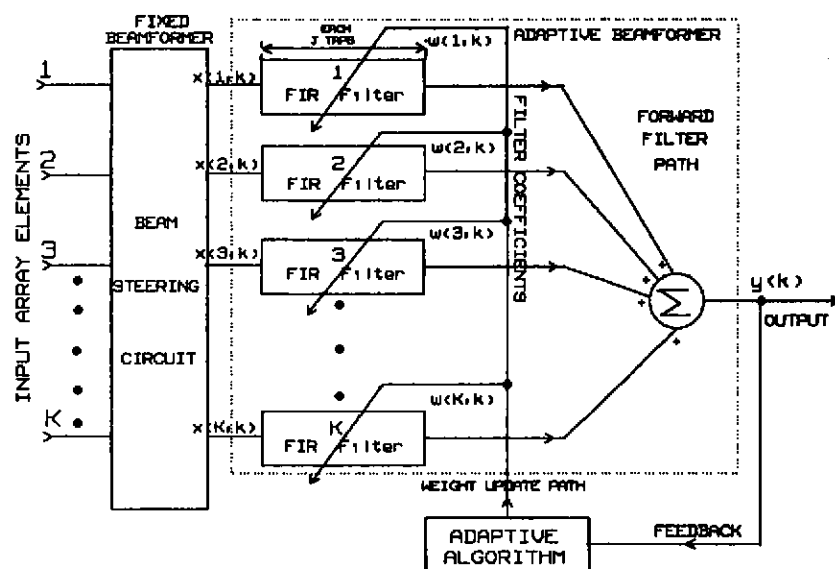 FIXED
BEAMFORMER
EACH
J TAPS
w(1,k)
ADAPTIVE BEAMFORMER
1
x(1,k)
1
FIR Filter
FORWARD
FILTER
PATH
w(2,k)
2
x(2,k)
2
FIR Filter
BEAM
w(3,k)
3
x(3,k)
3
FIR Filter
INPUT ARRAY ELEMENTS
FILTER COEFFICIENTS
STEERING
+
+
+
+
Σ
y(k)
OUTPUT
CIRCUIT
w(K,k)
K
x(K,k)
K
FIR Filter
WEIGHT UPDATE PATH
ADAPTIVE
ALGORITHM
FEEDBACK